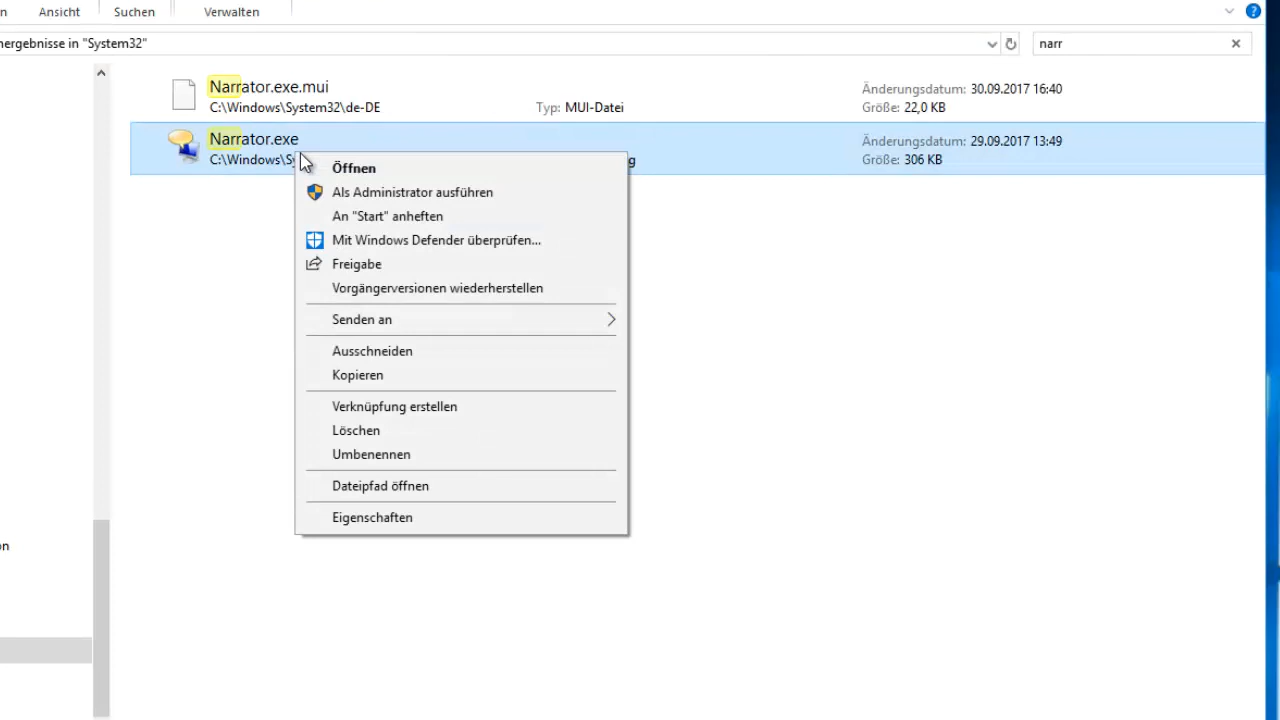 n Ansicht Suchen Verwalten
nergebnisse in "System32"
narr
Narrator.exe.mui
C:\Windows\System32\de-DE
Typ: MUI-Datei
Änderungsdatum: 30.09.2017 16:40
Größe: 22,0 KB
Narrator.exe
C:\Windows\Sy
g
Änderungsdatum: 29.09.2017 13:49
Größe: 306 KB
Öffnen
Als Administrator ausführen
An "Start" anheften
Mit Windows Defender überprüfen...
Freigabe
Vorgängerversionen wiederherstellen
Senden an
Ausschneiden
Kopieren
Verknüpfung erstellen
Löschen
Umbenennen
Dateipfad öffnen
Eigenschaften
on